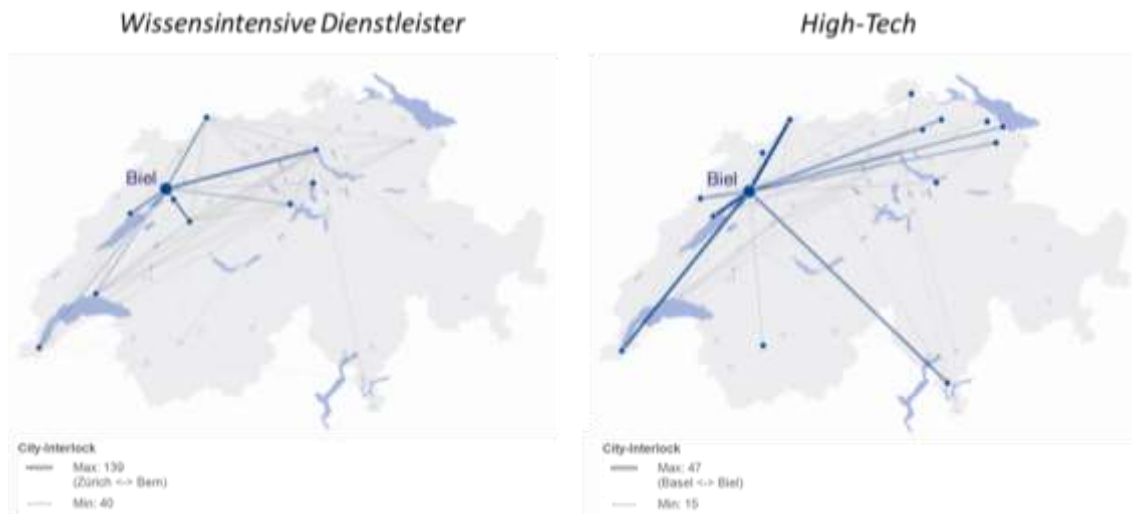 Wissensintensive Dienstleister
High-Tech
Biel
Biel
City-Interlock
Max: 139
(Zürich <-> Bern)
Min: 40
City-Interlock
Max: 47
(Basel <-> Biel)
Min: 15